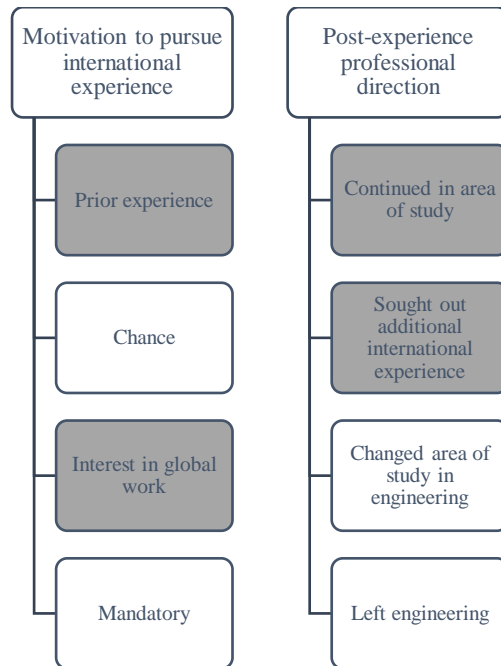 Motivation to pursue
international
experience
Prior experience
Chance
Interest in global
work
Mandatory
Post-experience
professional
direction
Continued in area
of study
Sought out
additional
international
experience
Changed area of
study in
engineering
Left engineering